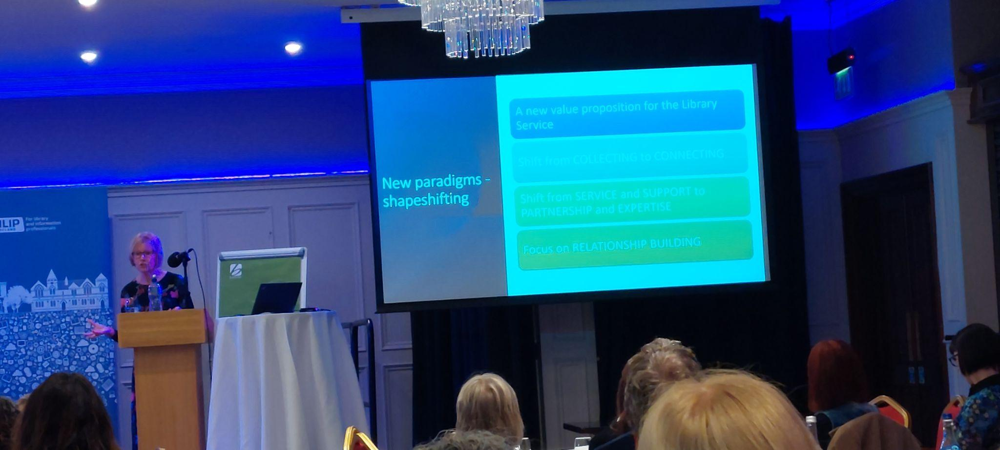 For library
and information
professionals
New paradigms -
shapeshifting
A new value proposition for the Library
Service
Shift from COLLECTING to CONNECTING
Shift from SERVICE and SUPPORT to
PARTNERSHIP and EXPERTISE
Focus on RELATIONSHIP BUILDING